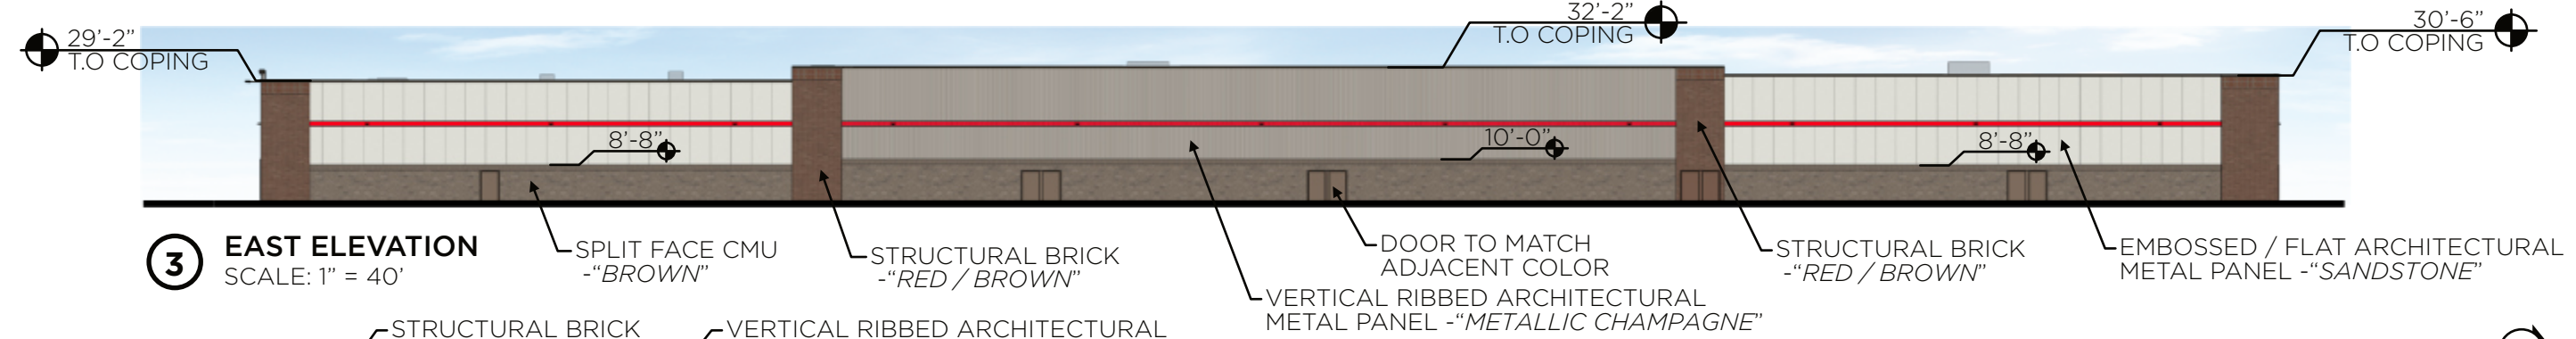 29'-2"
T.O COPING
32'-2"
T.O COPING
30'-6"
T.O COPING
8'-8"
10'-0"
8'-8"
3
EAST ELEVATION
SCALE: 1" = 40'
SPLIT FACE CMU
-"BROWN"
STRUCTURAL BRICK
-"RED / BROWN"
VERTICAL RIBBED ARCHITECTURAL
METAL PANEL -"METALLIC CHAMPAGNE"
DOOR TO MATCH
ADJACENT COLOR
STRUCTURAL BRICK
-"RED / BROWN"
EMBOSSED / FLAT ARCHITECTURAL
METAL PANEL -"SANDSTONE"
STRUCTURAL BRICK
VERTICAL RIBBED ARCHITECTURAL